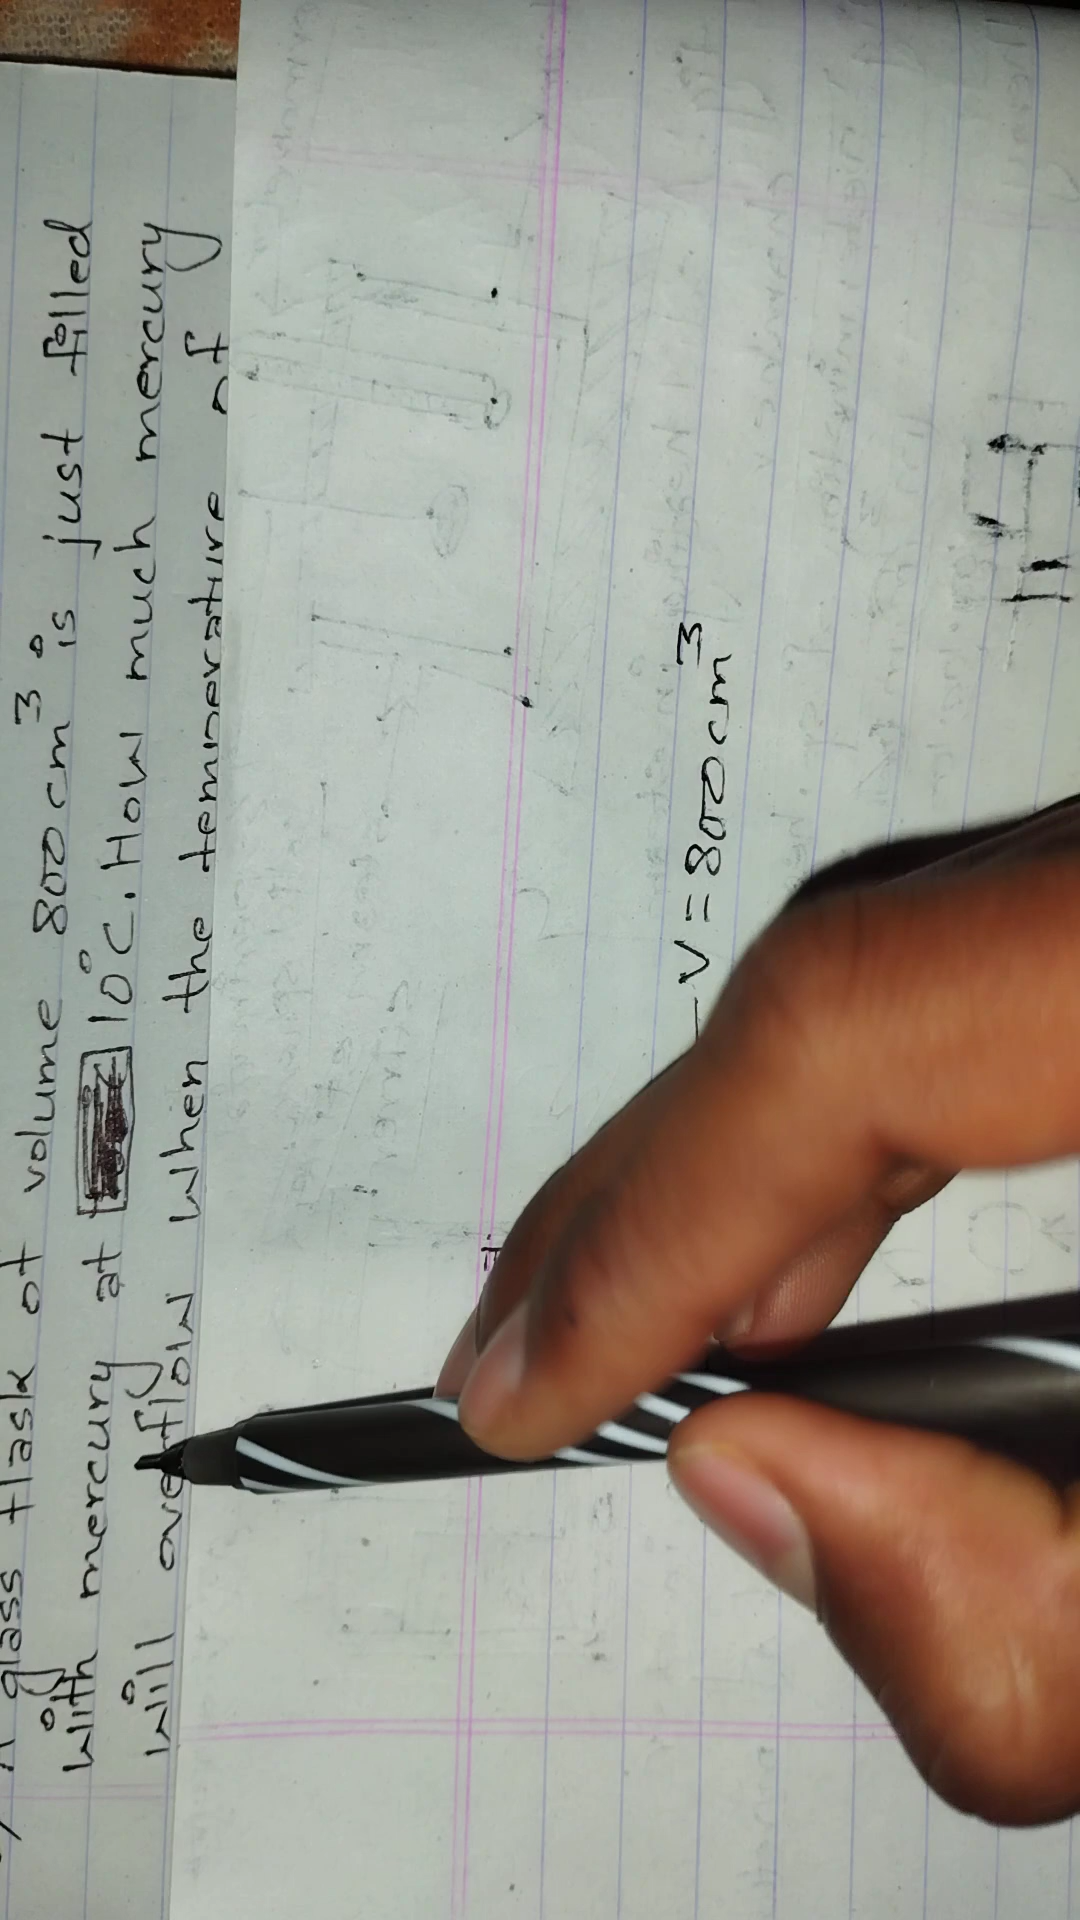 A glass flask of volume 800 cm³ is just filled
with mercury at 10°C. How much mercury
will overflow when the temperature of
V = 800 cm³